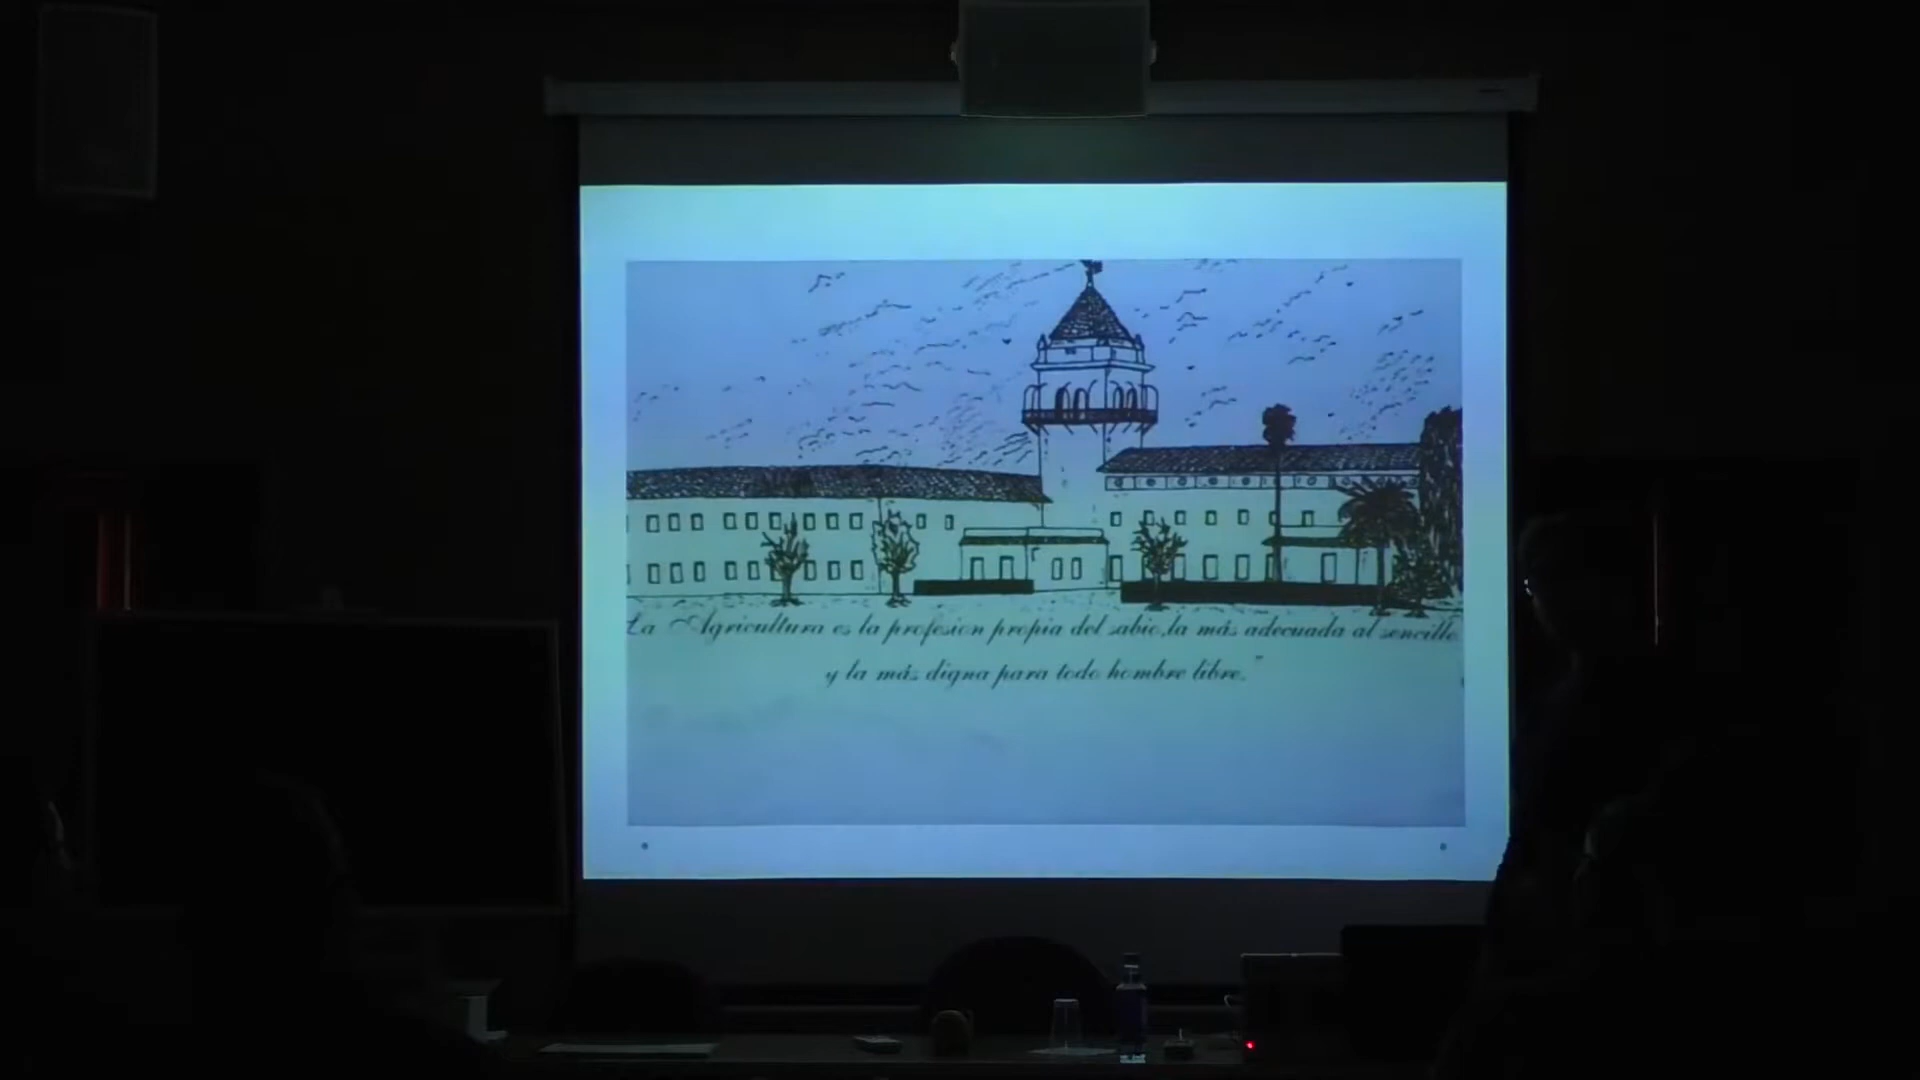 La Agricultura es la profesion propia del sabio, la más adecuada al sencillo
y la más digna para todo hombre libre."